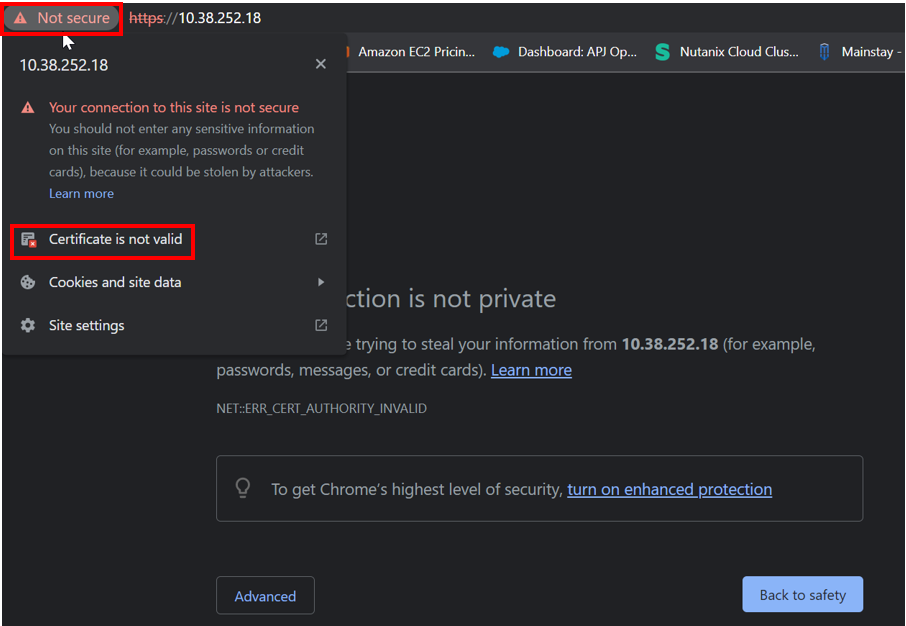 Not secure https://10.38.252.18
Amazon EC2 Pricin... Dashboard: APJ Op... Nutanix Cloud Clus... Mainstay -
10.38.252.18
Your connection to this site is not secure
You should not enter any sensitive information
on this site (for example, passwords or credit
cards), because it could be stolen by attackers.
Learn more
Certificate is not valid
Cookies and site data
Site settings
ction is not private
e trying to steal your information from 10.38.252.18 (for example,
passwords, messages, or credit cards). Learn more
NET::ERR_CERT_AUTHORITY_INVALID
To get Chrome's highest level of security, turn on enhanced protection
Advanced
Back to safety